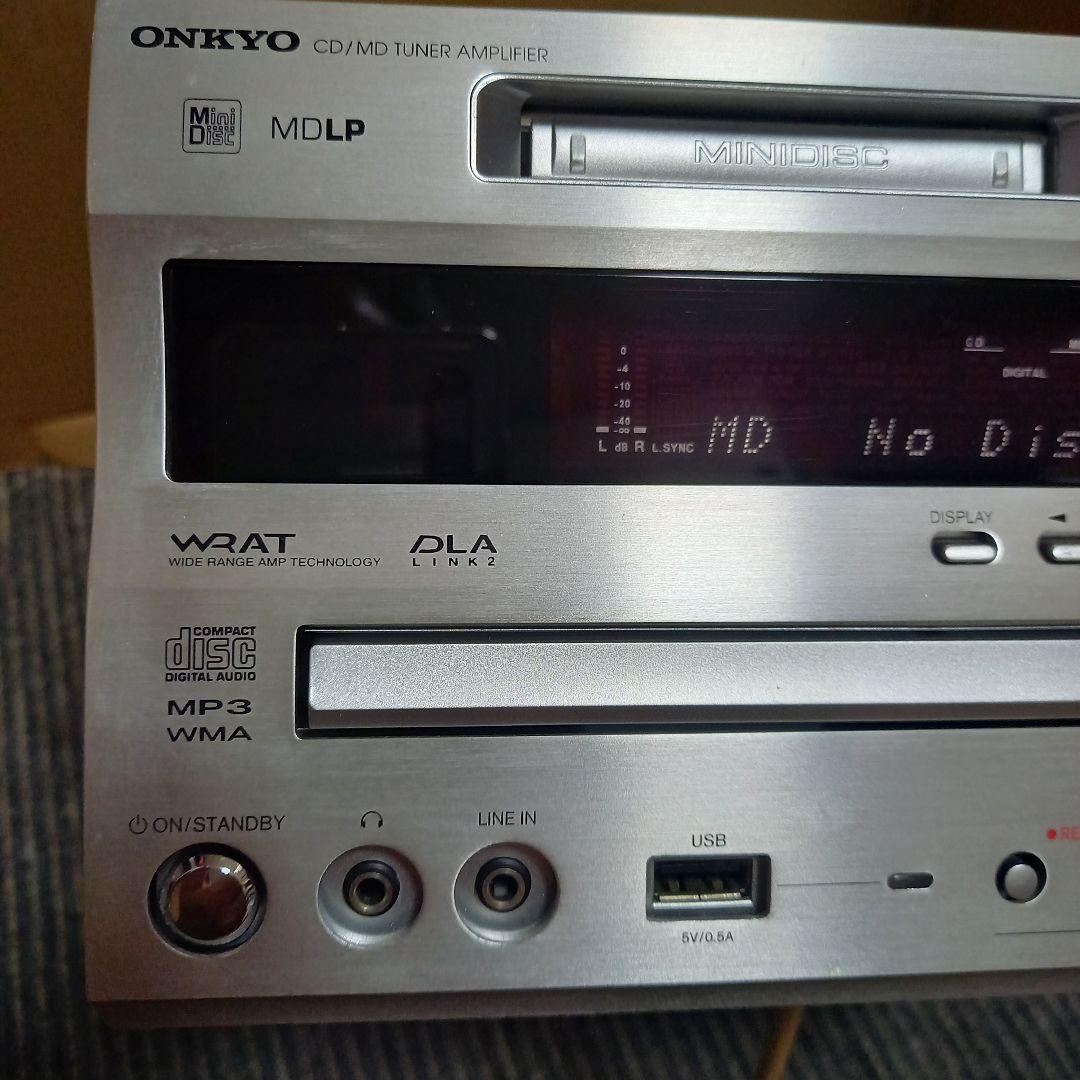 ONKYO CD/MD TUNER AMPLIFIER
Mini
Disc
MDLP
MINIDISC
CD
DIGITAL
0
-4
-10
-20
-40
-∞
L dB R L.SYNC
MD No Dis
DISPLAY
WRAT
WIDE RANGE AMP TECHNOLOGY
DLA
LINK2
COMPACT
disc
DIGITAL AUDIO
MP3
WMA
ON/STANDBY
LINE IN
USB
5V/0.5A
RE